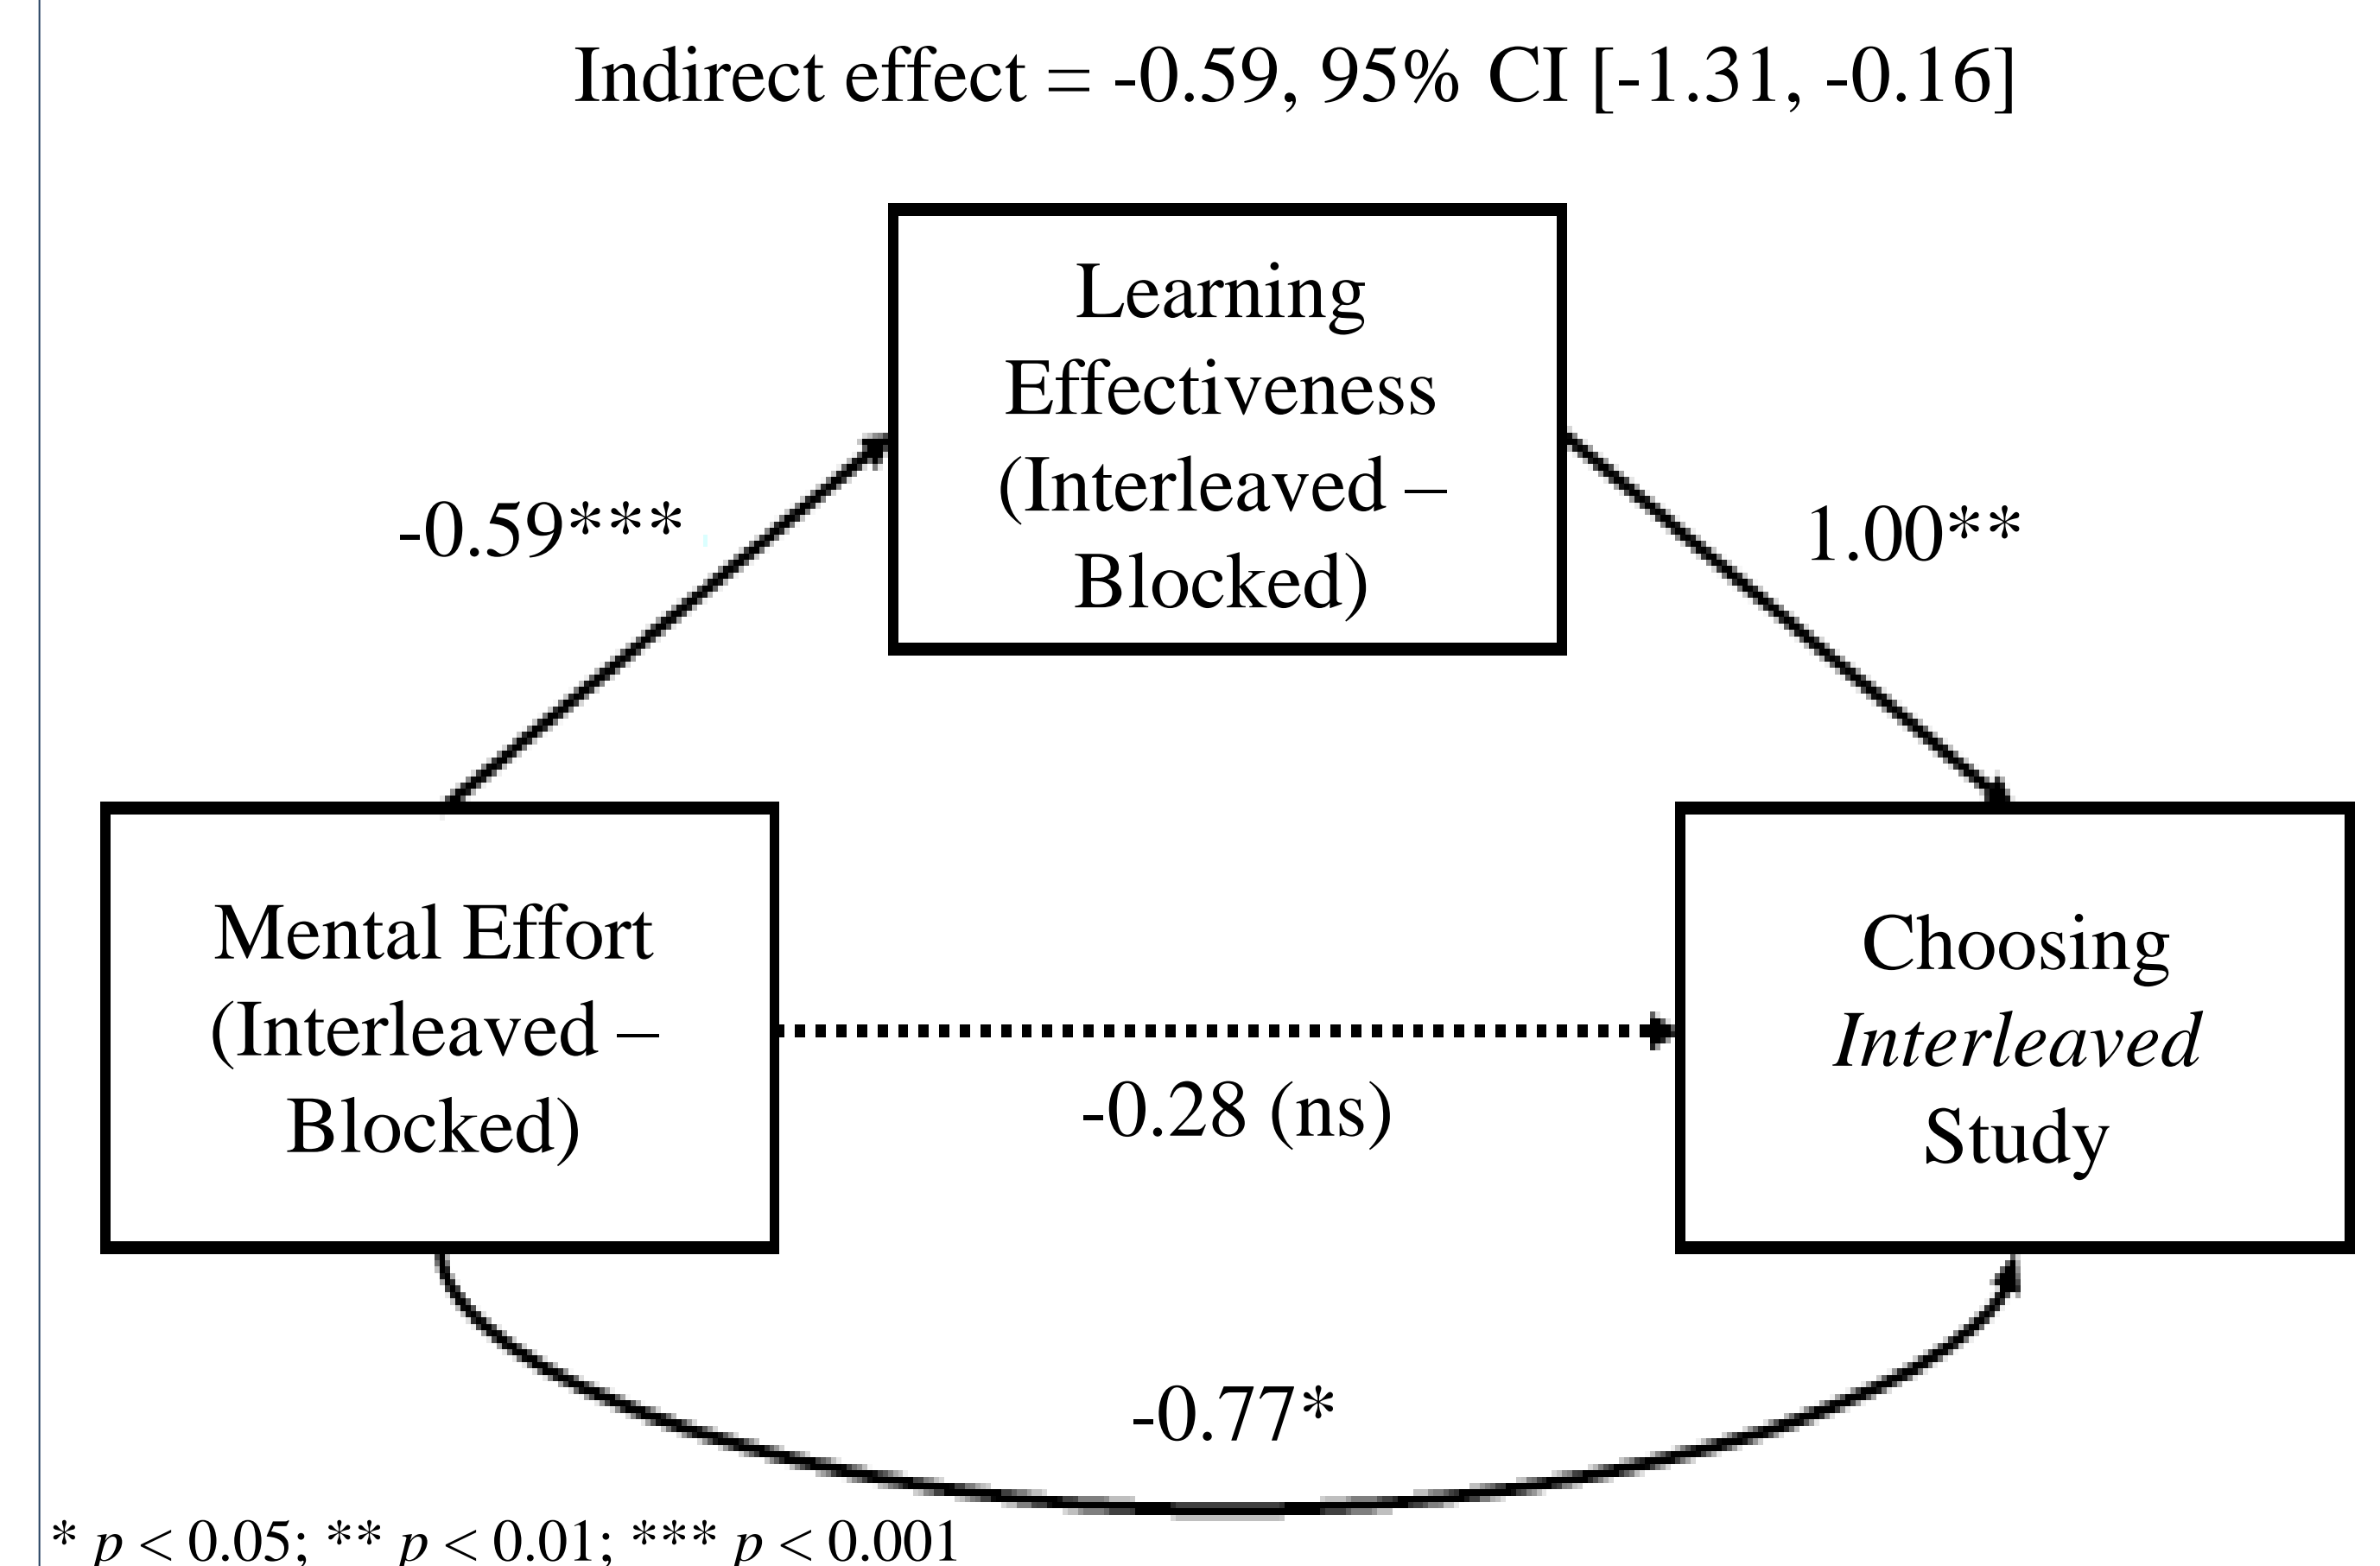 Indirect effect = -0.59, 95% CI [-1.31, -0.16]
Learning
Effectiveness
(Interleaved –
Blocked)
-0.59***
1.00**
Mental Effort
(Interleaved –
Blocked)
Choosing
Interleaved
Study
-0.28 (ns)
-0.77*
* p < 0.05; ** p < 0.01; *** p < 0.001